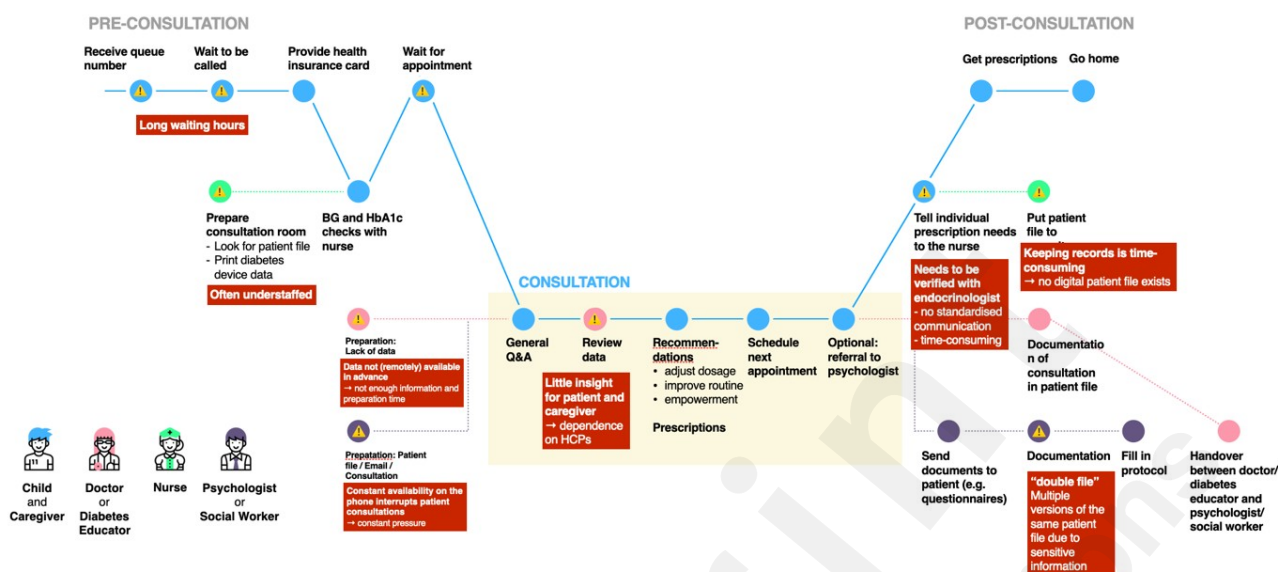 PRE-CONSULTATION
POST-CONSULTATION
Receive queue
number
Wait to be
called
Provide health
insurance card
Wait for
appointment
Get prescriptions
Go home
Long waiting hours
Prepare
consultation room
- Look for patient file
- Print diabetes
device data
Often understaffed
BG and HbA1c
checks with
nurse
Tell individual
prescription needs
to the nurse
Needs to be
verified with
endocrinologist
- no standardised
communication
- time-consuming
Put patient
file to
Keeping records is time-
consuming
→ no digital patient file exists
CONSULTATION
Preparation:
Lack of data
Data not (remotely) available
in advance
→ not enough information and
preparation time
General
Q&A
Review
data
Little insight
for patient and
caregiver
→ dependence
on HCPs
Recommen-
dations
• adjust dosage
• improve routine
• empowerment
Prescriptions
Schedule
next
appointment
Optional:
referral to
psychologist
Documentatio
n of
consultation
in patient file
Prepatation: Patient
file / Email /
Consultation
Constant availability on the
phone interrupts patient
consultations
→ constant pressure
Send
documents to
patient (e.g.
questionnaires)
Documentation
"double file"
Multiple
versions of the
same patient
file due to
sensitive
information
Fill in
protocol
Handover
between doctor/
diabetes
educator and
psychologist/
social worker
Child
and
Caregiver
Doctor
or
Diabetes
Educator
Nurse
Psychologist
or
Social Worker